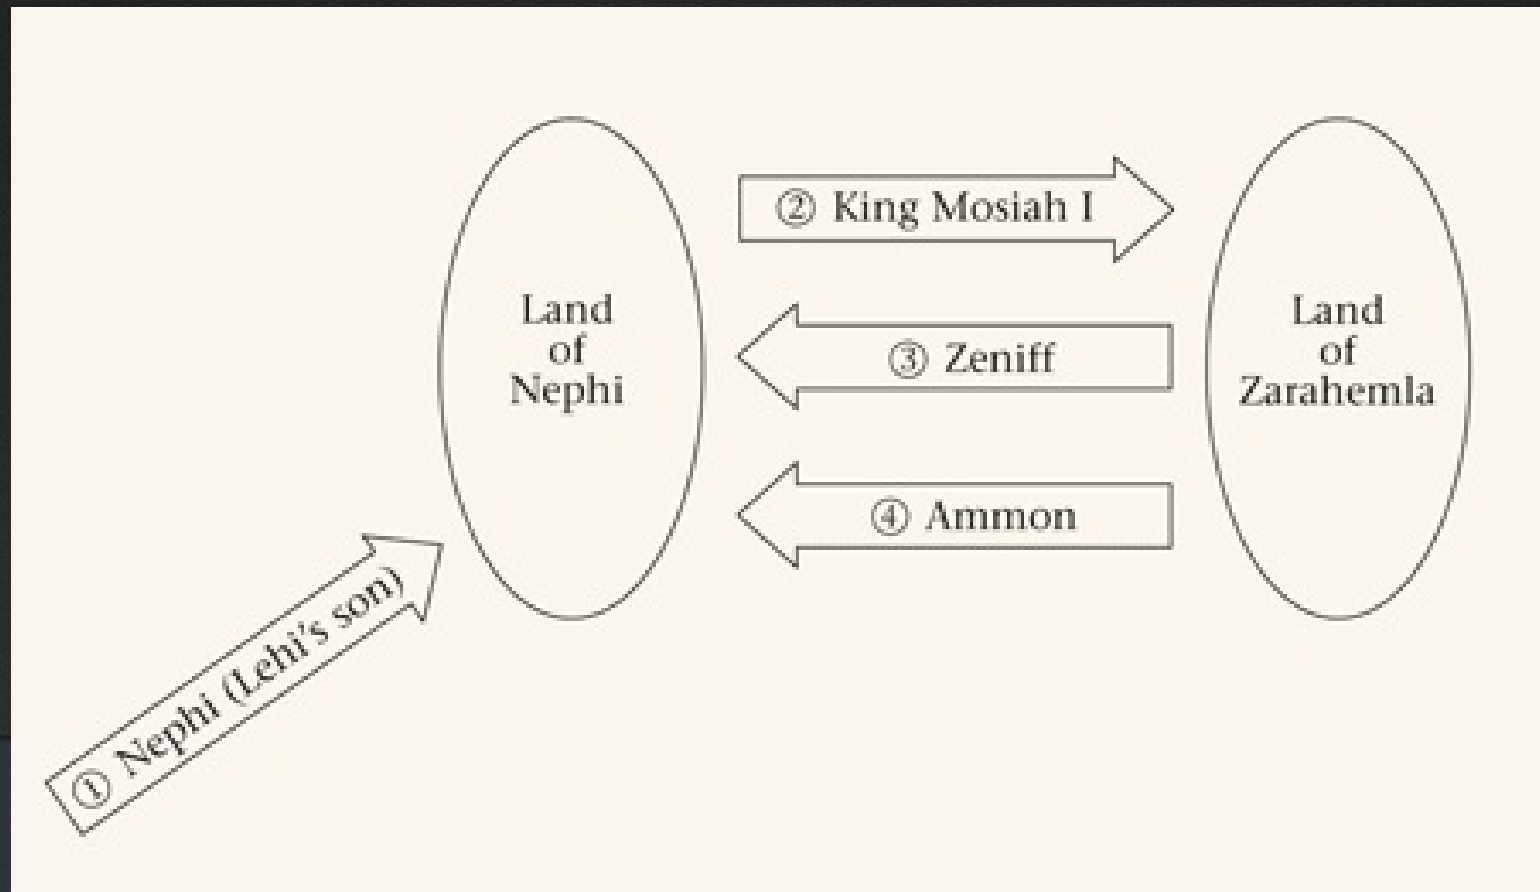 ② King Mosiah I
Land
of
Nephi
③ Zeniff
Land
of
Zarahemla
④ Ammon
① Nephi (Lehi's son)